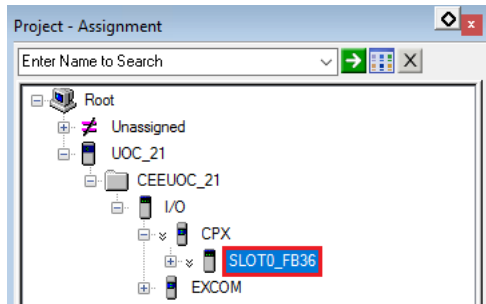 Project - Assignment
Enter Name to Search
Root
Unassigned
UOC_21
CEEUOC_21
I/O
CPX
SLOT0_FB36
EXCOM